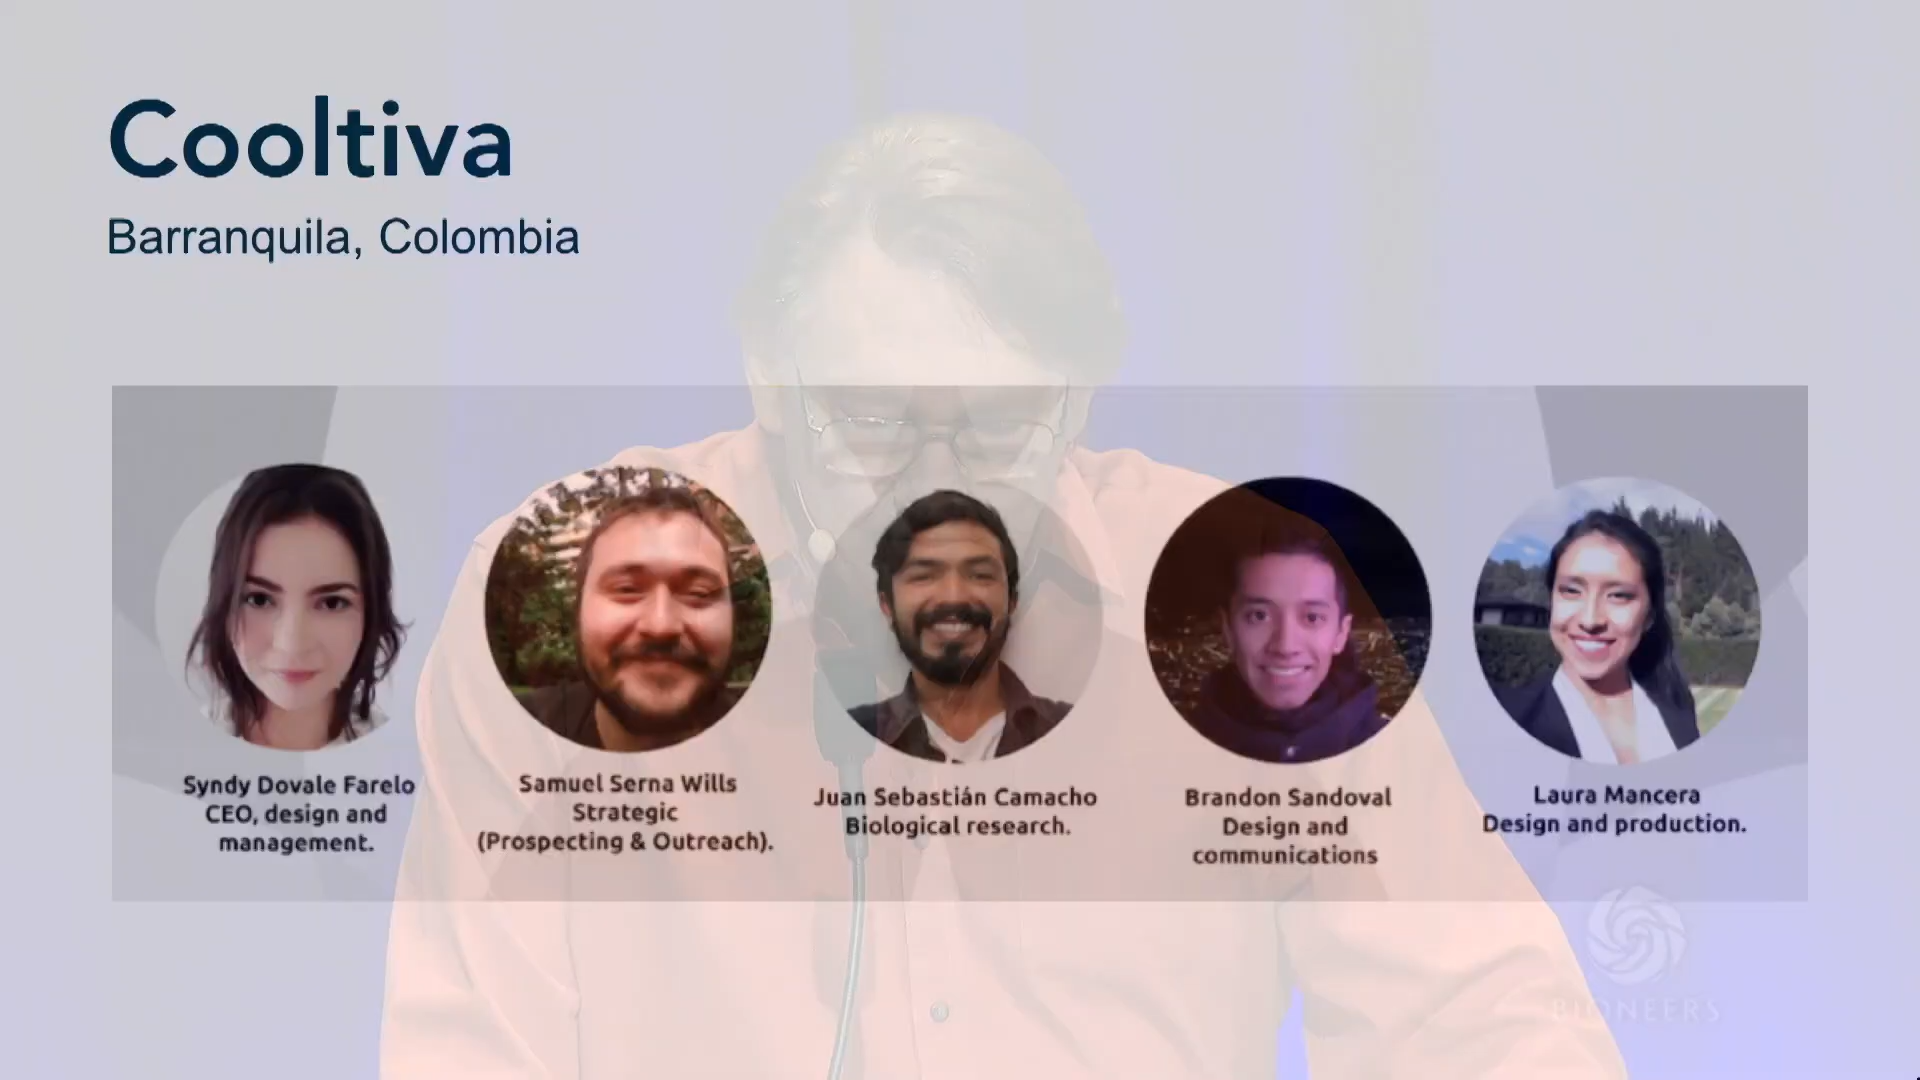 Cooltiva
Barranquila, Colombia
Syndy Dovale Farelo
CEO, design and
management.
Samuel Serna Wills
Strategic
(Prospecting & Outreach).
Juan Sebastián Camacho
Biological research.
Brandon Sandoval
Design and
communications
Laura Mancera
Design and production.
BIONEERS